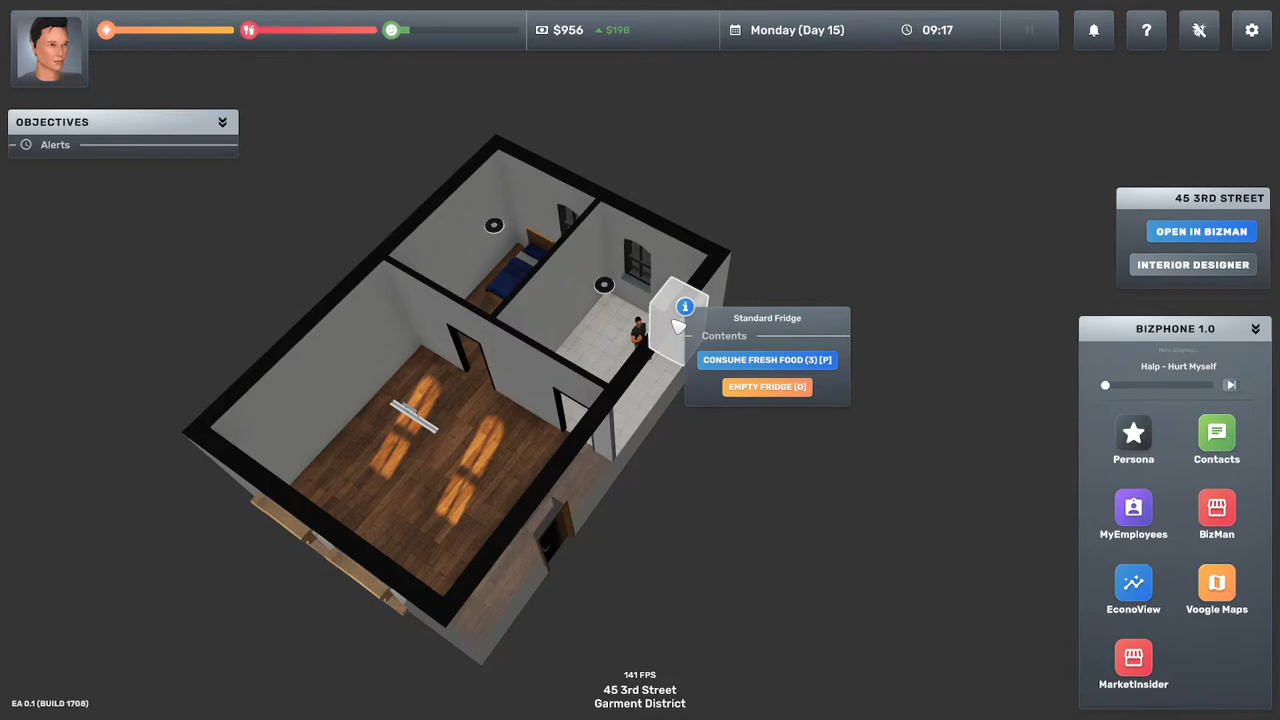 $956
$198
Monday (Day 15)
09:17
?
OBJECTIVES
Alerts
45 3RD STREET
OPEN IN BIZMAN
INTERIOR DESIGNER
i
Standard Fridge
Contents
CONSUME FRESH FOOD (3) [P]
EMPTY FRIDGE [O]
BIZPHONE 1.0
Halp - Hurt Myself
Persona
Contacts
MyEmployees
BizMan
EconoView
Voogle Maps
MarketInsider
141 FPS
45 3rd Street
Garment District
EA 0.1 (BUILD 1708)